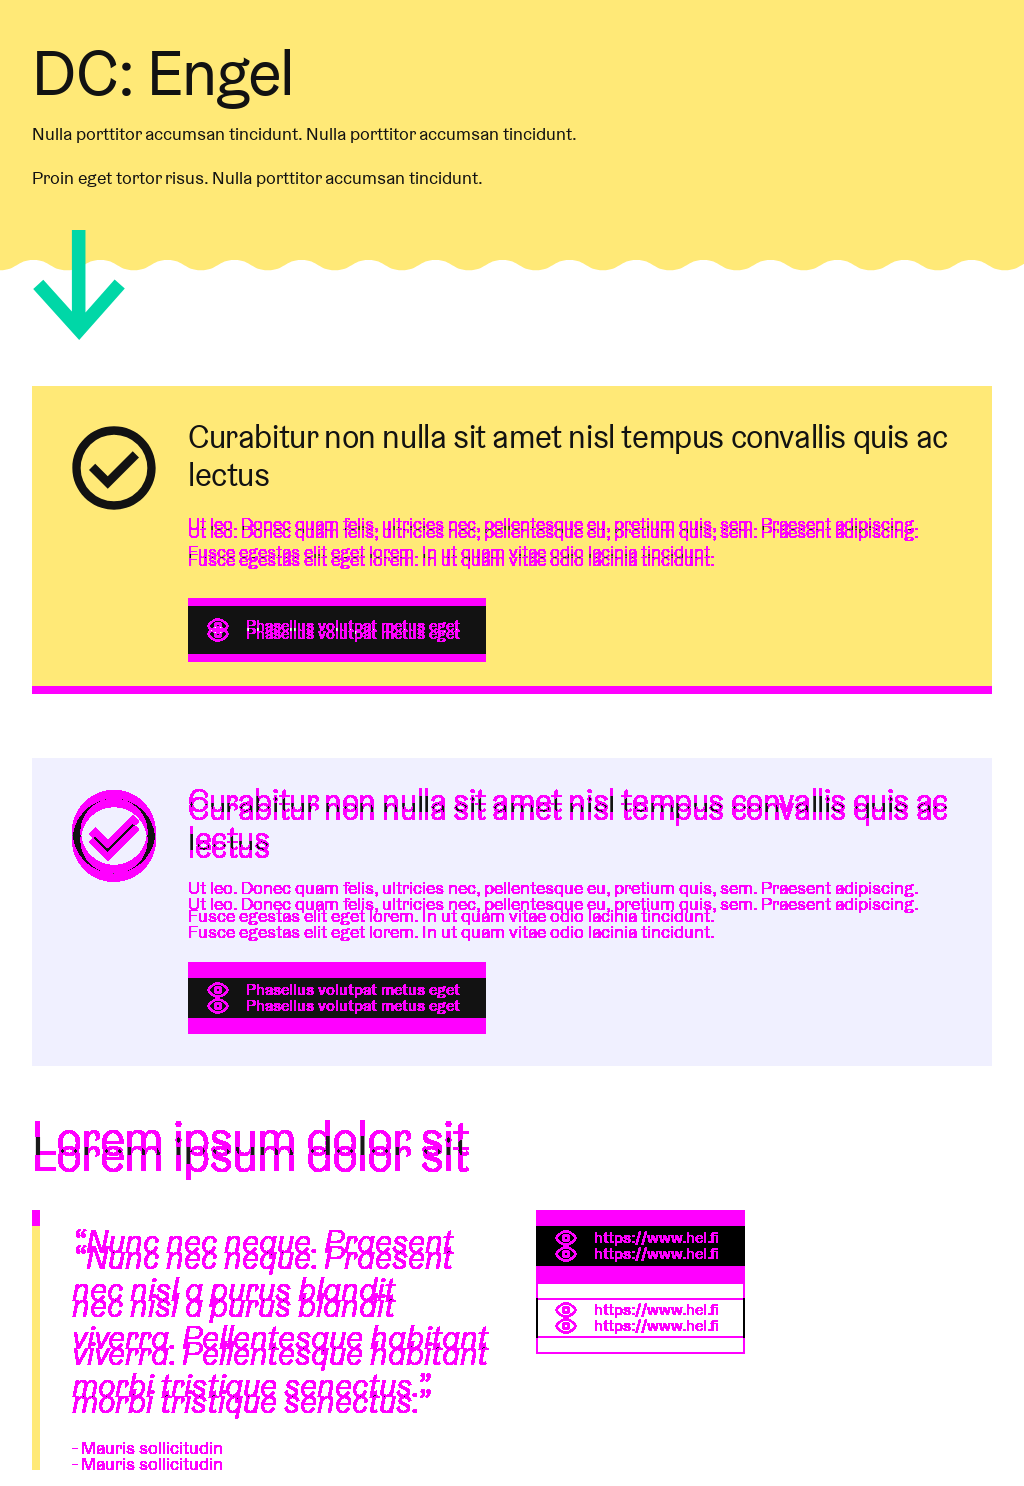 DC: Engel
Nulla porttitor accumsan tincidunt. Nulla porttitor accumsan tincidunt.
Proin eget tortor risus. Nulla porttitor accumsan tincidunt.
Curabitur non nulla sit amet nisl tempus convallis quis ac
lectus
Ut leo. Donec quam felis, ultricies nec, pellentesque eu, pretium quis, sem. Praesent adipiscing.
Ut leo. Donec quam felis, ultricies nec, pellentesque eu, pretium quis, sem. Praesent adipiscing.
Fusce egestas elit eget lorem. In ut quam vitae odio lacinia tincidunt.
Fusce egestas elit eget lorem. In ut quam vitae odio lacinia tincidunt.
Phasellus volutpat metus eget
Phasellus volutpat metus eget
Curabitur non nulla sit amet nisl tempus convallis quis ac
Curabitur non nulla sit amet nisl tempus convallis quis ac
lectus
lectus
Ut leo. Donec quam felis, ultricies nec, pellentesque eu, pretium quis, sem. Praesent adipiscing.
Ut leo. Donec quam felis, ultricies nec, pellentesque eu, pretium quis, sem. Praesent adipiscing.
Fusce egestas elit eget lorem. In ut quam vitae odio lacinia tincidunt.
Fusce egestas elit eget lorem. In ut quam vitae odio lacinia tincidunt.
Phasellus volutpat metus eget
Phasellus volutpat metus eget
Lorem ipsum dolor sit
Lorem ipsum dolor sit
“Nunc nec neque. Praesent
“Nunc nec neque. Praesent
nec nisl a purus blandit
nec nisl a purus blandit
viverra. Pellentesque habitant
viverra. Pellentesque habitant
morbi tristique senectus.”
morbi tristique senectus.”
- Mauris sollicitudin
- Mauris sollicitudin
https://www.hel.fi
https://www.hel.fi
https://www.hel.fi
https://www.hel.fi